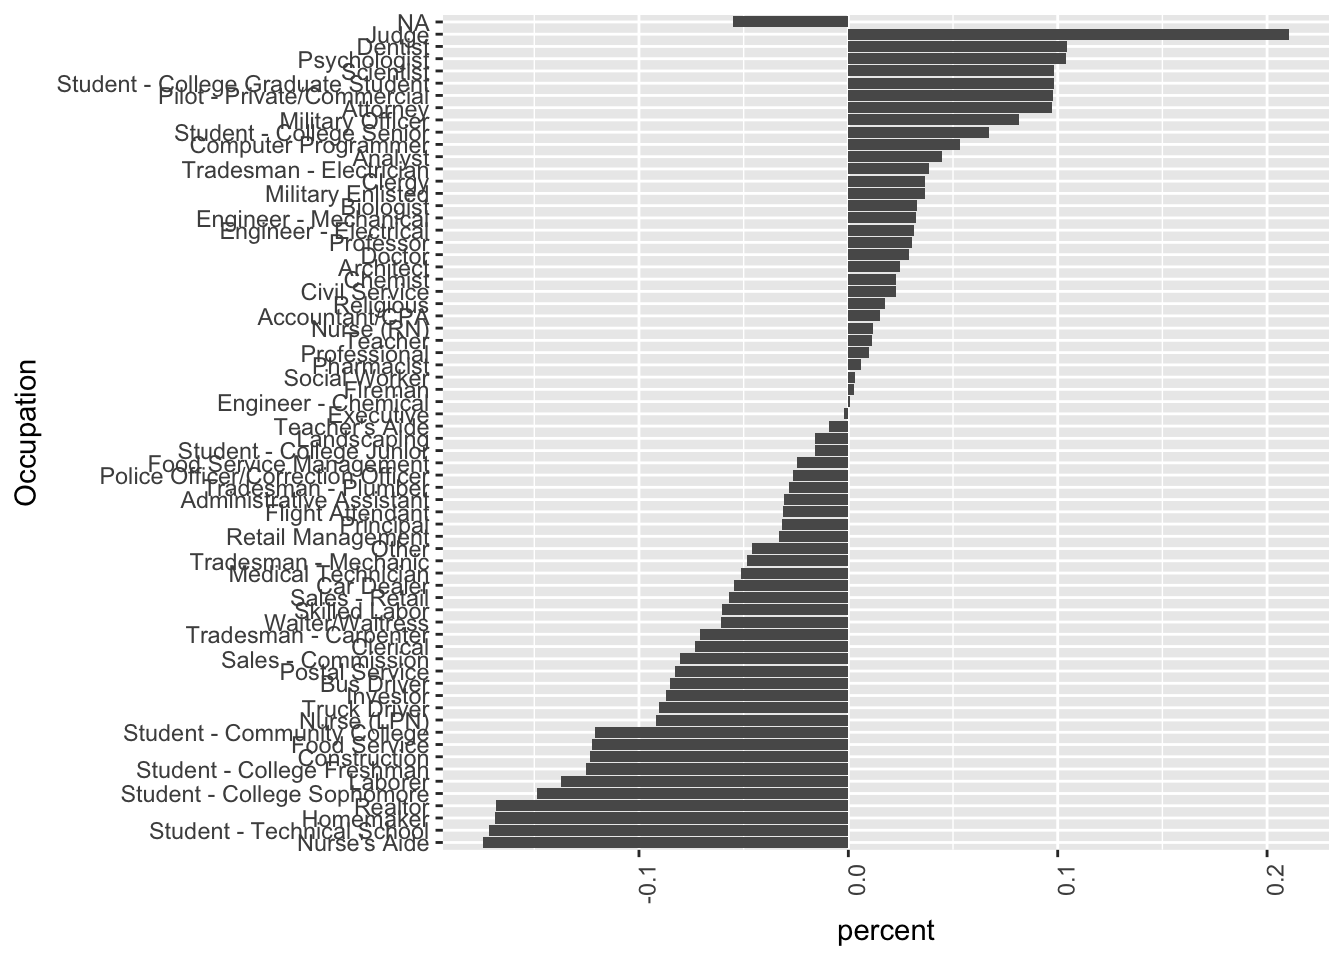 NA
Judge
Dentist
Psychologist
Scientist
Student - College Graduate Student
Pilot - Private/Commercial
Attorney
Military Officer
Student - College Senior
Computer Programmer
Analyst
Tradesman - Electrician
Clergy
Military Enlisted
Biologist
Engineer - Mechanical
Engineer - Electrical
Professor
Doctor
Architect
Chemist
Civil Service
Religious
Accountant/CPA
Nurse (RN)
Teacher
Professional
Pharmacist
Social Worker
Fireman
Engineer - Chemical
Executive
Teacher's Aide
Landscaping
Student - College Junior
Food Service Management
Police Officer/Correction Officer
Tradesman - Plumber
Administrative Assistant
Flight Attendant
Principal
Retail Management
Other
Tradesman - Mechanic
Medical Technician
Car Dealer
Sales - Retail
Skilled Labor
Waiter/Waitress
Tradesman - Carpenter
Clerical
Sales - Commission
Postal Service
Bus Driver
Investor
Truck Driver
Nurse (LPN)
Student - Community College
Food Service
Construction
Student - College Freshman
Laborer
Student - College Sophomore
Realtor
Homemaker
Student - Technical School
Nurse's Aide
Occupation
-0.1
0.0
0.1
0.2
percent